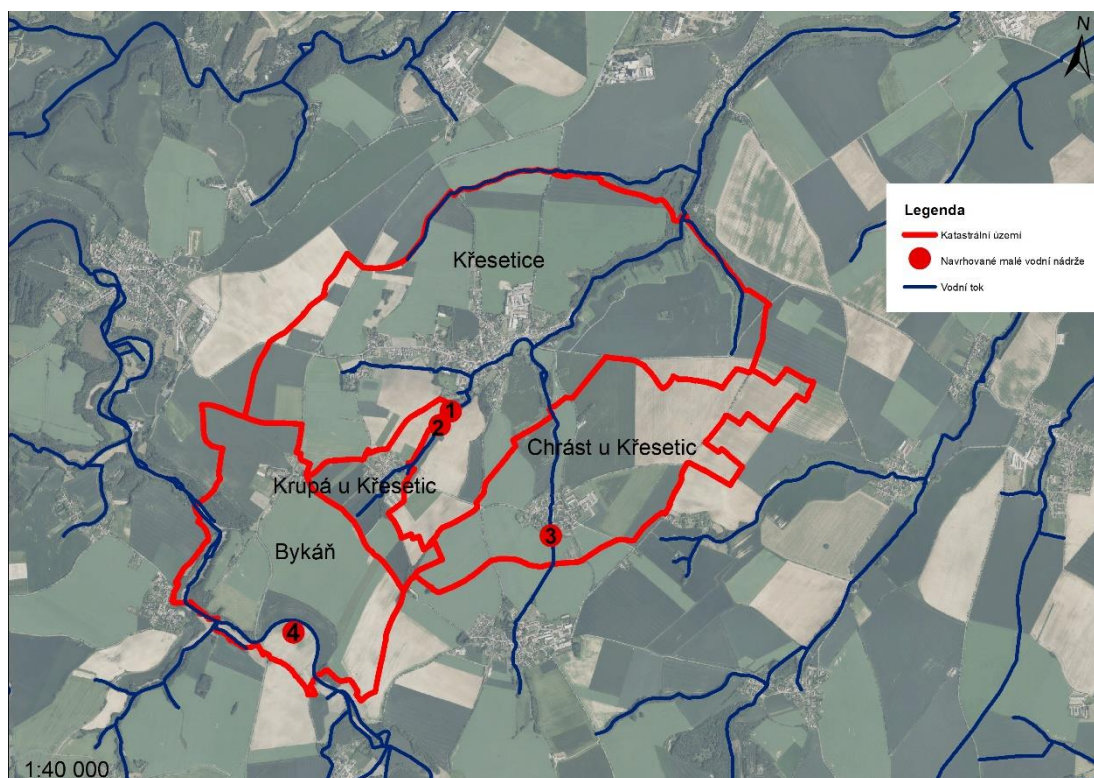 N
Legenda
Katastrální území
Navrhované malé vodní nádrže
Vodní tok
Křesetice
1
2
Chrást u Křesetic
Krupá u Křesetic
3
Bykáň
4
1:40 000